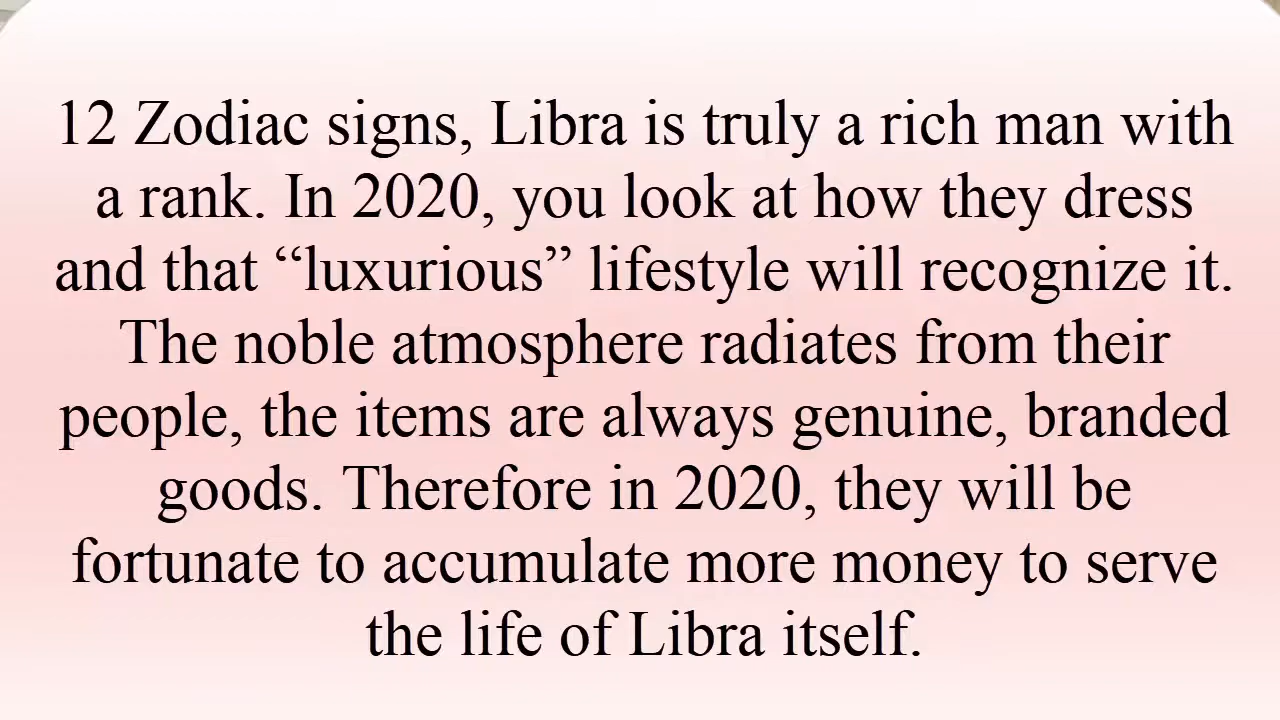 12 Zodiac signs, Libra is truly a rich man with
a rank. In 2020, you look at how they dress
and that “luxurious” lifestyle will recognize it.
The noble atmosphere radiates from their
people, the items are always genuine, branded
goods. Therefore in 2020, they will be
fortunate to accumulate more money to serve
the life of Libra itself.